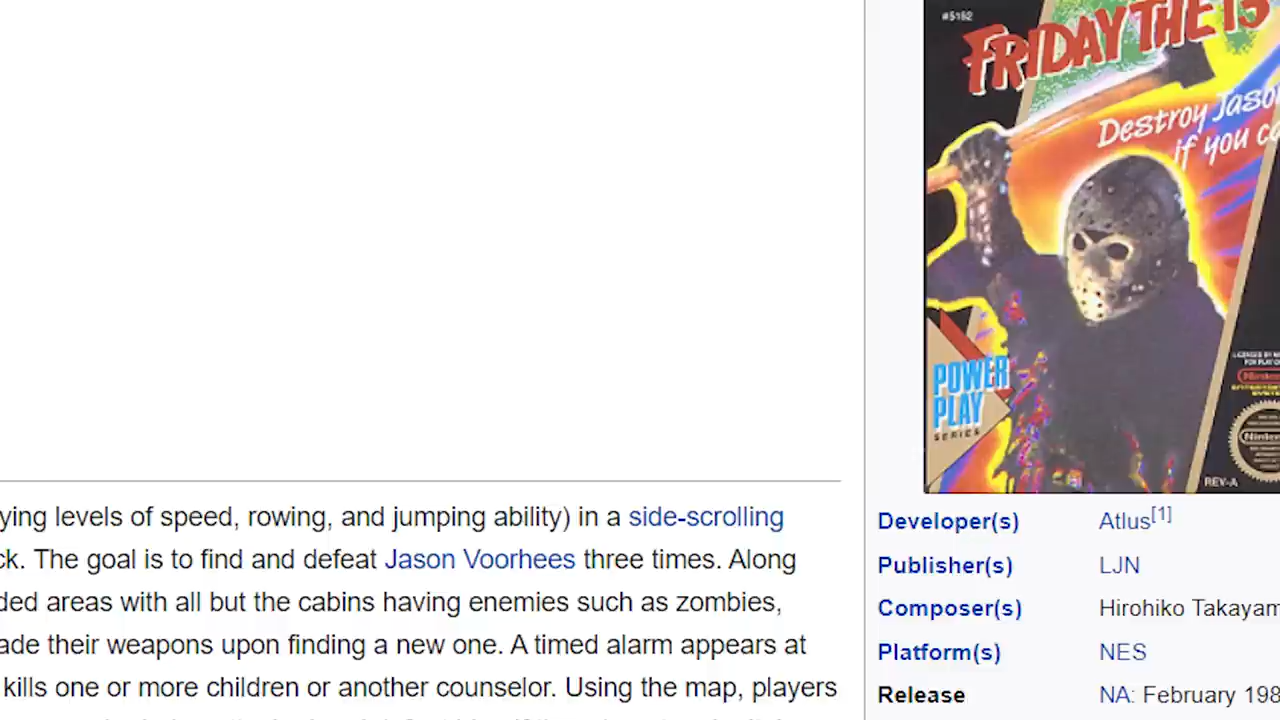 ying levels of speed, rowing, and jumping ability) in a side-scrolling
ck. The goal is to find and defeat Jason Voorhees three times. Along
ded areas with all but the cabins having enemies such as zombies,
ade their weapons upon finding a new one. A timed alarm appears at
kills one or more children or another counselor. Using the map, players
#5152
FRIDAY THE 13
Destroy Jaso
if you c
POWER
PLAY
SERIES
REV-A
Developer(s) Atlus[1]
Publisher(s) LJN
Composer(s) Hirohiko Takayam
Platform(s) NES
Release NA: February 198